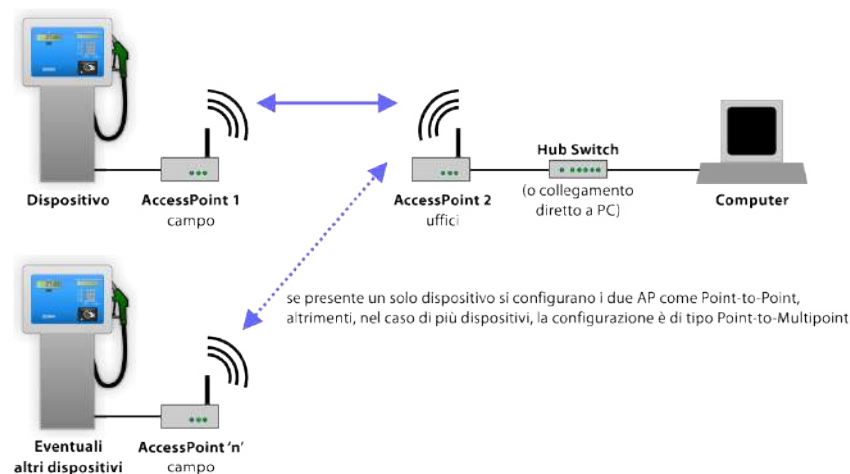 Dispositivo
AccessPoint 1
campo
AccessPoint 2
uffici
Hub Switch
(o collegamento
diretto a PC)
Computer
se presente un solo dispositivo si configurano i due AP come Point-to-Point,
altrimenti, nel caso di più dispositivi, la configurazione è di tipo Point-to-Multipoint
Eventuali
altri dispositivi
AccessPoint 'n'
campo